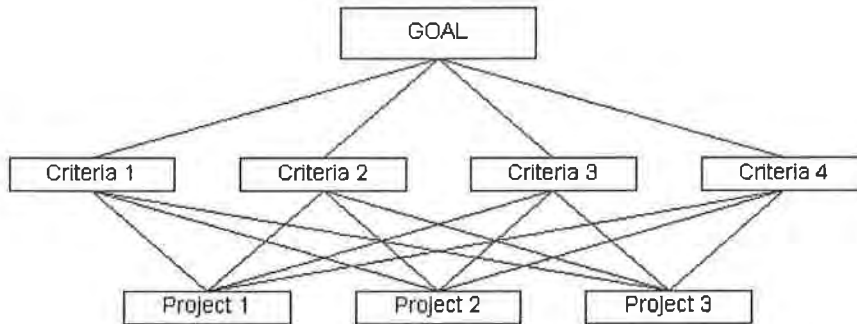 GOAL
Criteria 1
Criteria 2
Criteria 3
Criteria 4
Project 1
Project 2
Project 3